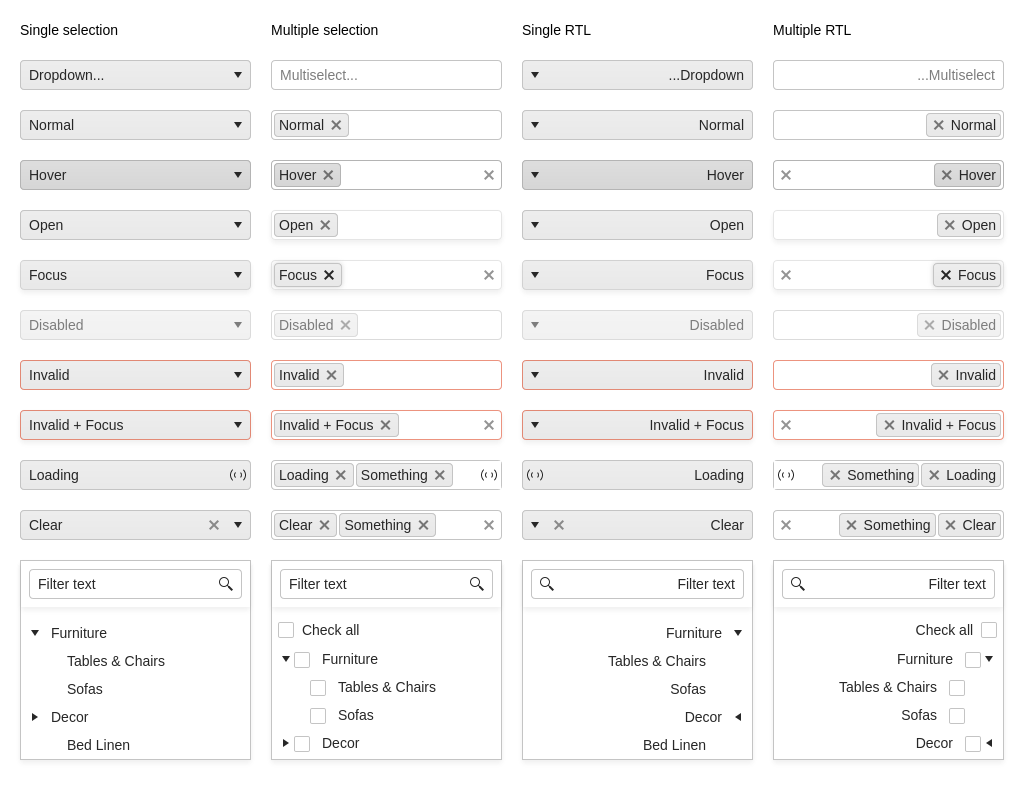 Single selection
Multiple selection
Single RTL
Multiple RTL
Dropdown...
Multiselect...
...Dropdown
...Multiselect
Normal
Normal
Normal
Normal
Hover
Hover
Hover
Hover
Open
Open
Open
Open
Focus
Focus
Focus
Focus
Disabled
Disabled
Disabled
Disabled
Invalid
Invalid
Invalid
Invalid
Invalid + Focus
Invalid + Focus
Invalid + Focus
Invalid + Focus
Loading
Loading
Something
Loading
Something
Loading
Clear
Clear
Something
Clear
Something
Clear
Filter text
Furniture
Tables & Chairs
Sofas
Decor
Bed Linen
Filter text
Check all
Furniture
Tables & Chairs
Sofas
Decor
Filter text
Furniture
Tables & Chairs
Sofas
Decor
Bed Linen
Filter text
Check all
Furniture
Tables & Chairs
Sofas
Decor